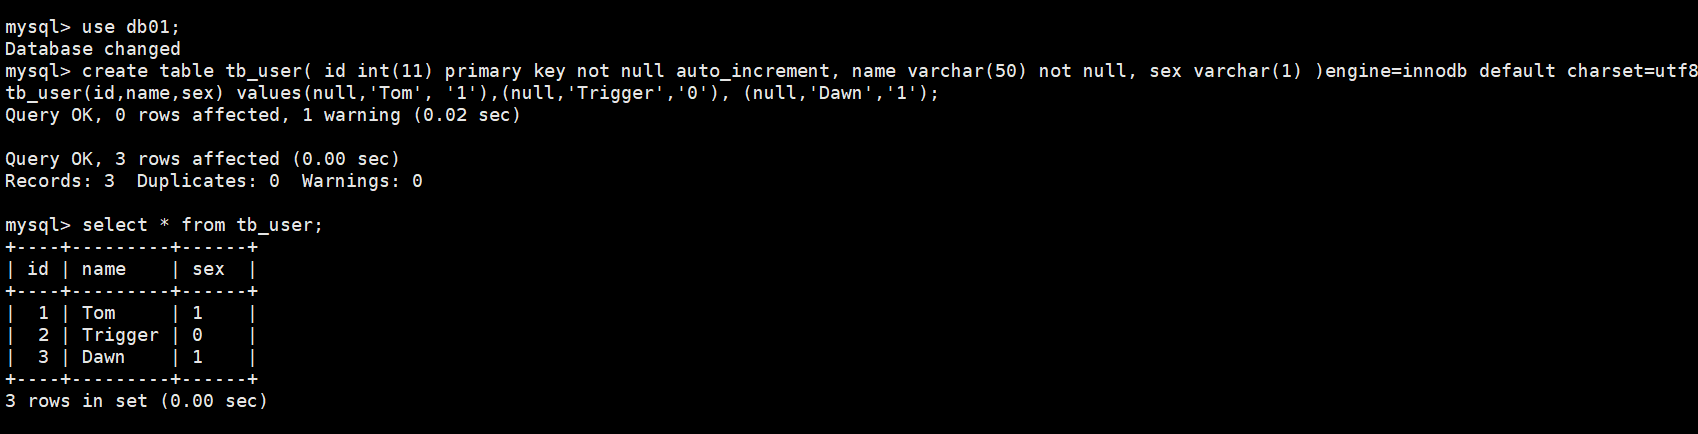 mysql> use db01;
Database changed
mysql> create table tb_user( id int(11) primary key not null auto_increment, name varchar(50) not null, sex varchar(1) )engine=innodb default charset=utf8
tb_user(id,name,sex) values(null,'Tom', '1'),(null,'Trigger','0'), (null,'Dawn','1');
Query OK, 0 rows affected, 1 warning (0.02 sec)
Query OK, 3 rows affected (0.00 sec)
Records: 3  Duplicates: 0  Warnings: 0
mysql> select * from tb_user;
+----+---------+------+
| id | name    | sex  |
+----+---------+------+
|  1 | Tom     | 1    |
|  2 | Trigger | 0    |
|  3 | Dawn    | 1    |
+----+---------+------+
3 rows in set (0.00 sec)